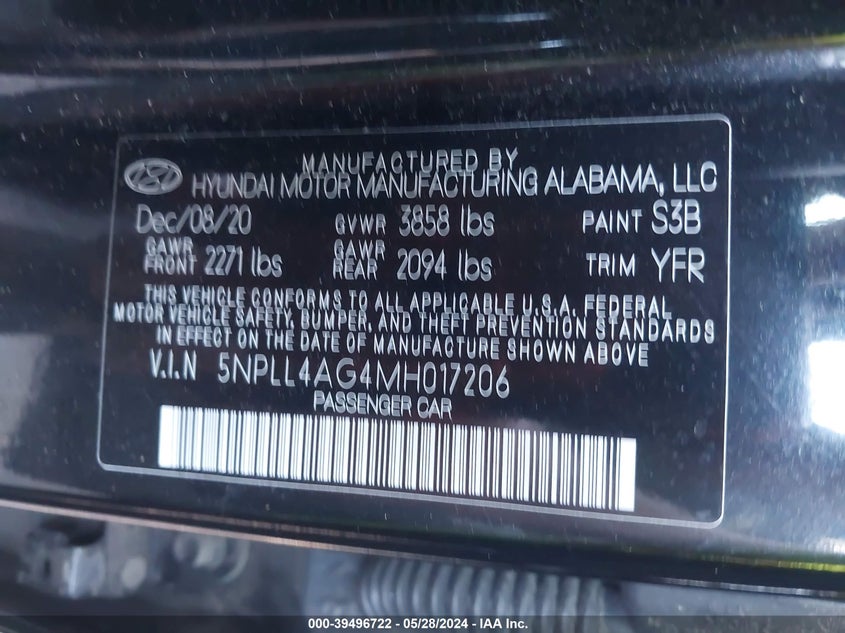 MANUFACTURED BY
HYUNDAI MOTOR MANUFACTURING ALABAMA, LLC
Dec/08/20 GVWR 3858 lbs PAINT S3B
GAWR FRONT 2271 lbs GAWR REAR 2094 lbs TRIM YFR
THIS VEHICLE CONFORMS TO ALL APPLICABLE U.S.A. FEDERAL
MOTOR VEHICLE SAFETY, BUMPER, AND THEFT PREVENTION STANDARDS
IN EFFECT ON THE DATE OF MANUFACTURE SHOWN ABOVE
V.I.N 5NPLL4AG4MH017206
PASSENGER CAR
000-39496722 - 05/28/2024 - IAA Inc.